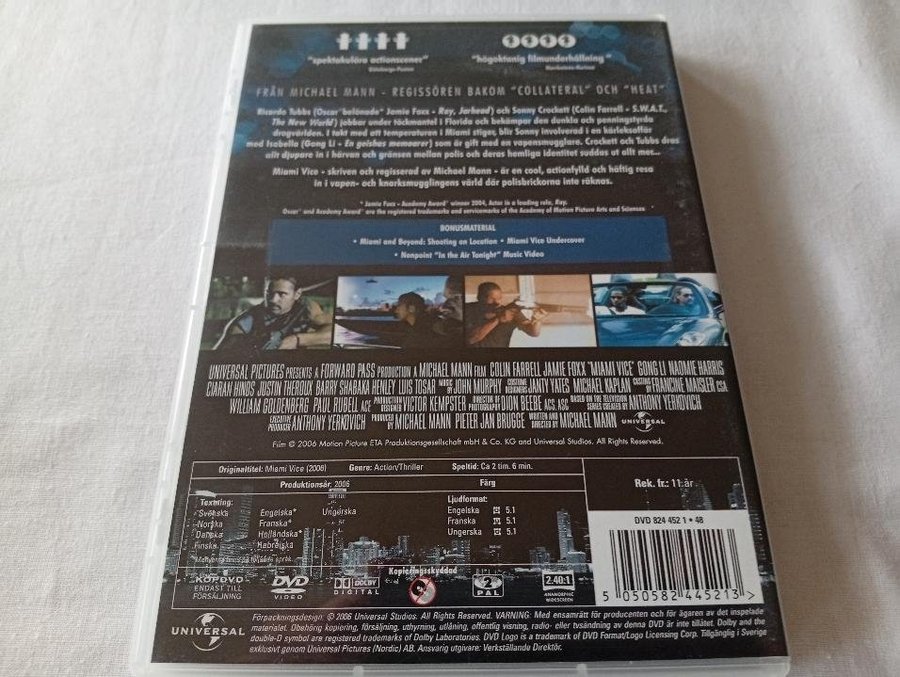 "spektakulära actionscener"
Göteborgs-Posten
"högoktanig filmunderhållning"
FRÅN MICHAEL MANN - REGISSÖREN BAKOM "COLLATERAL" OCH "HEAT"
Ricardo Tubbs (Oscar®belönade* Jamie Foxx - Ray, Jarhead) och Sonny Crockett (Colin Farrell - S.W.A.T.,
The New World) jobbar under täckmantel i Florida och bekämpar den dunkla och penningstyrda
drogvärlden. I takt med att temperaturen i Miami stiger, blir Sonny involverad i en kärleksaffär
med Isabella (Gong Li - En geishas memoarer) som är gift med en vapensmugglare. Crockett och Tubbs dras
allt djupare in i härvan och gränsen mellan polis och deras hemliga identitet suddas ut allt mer...
Miami Vice - skriven och regisserad av Michael Mann - är en cool, actionfylld och häftig resa
in i vapen- och knarksmugglingens värld där polisbrickorna inte räknas.
* Jamie Foxx - Academy Award® winner 2004, Actor in a leading role, Ray.
Oscar® and Academy Award® are the registered trademarks and servicemarks of the Academy of Motion Picture Arts and Sciences
BONUSMATERIAL
• Miami and Beyond: Shooting on Location • Miami Vice Undercover
• Nonpoint "In the Air Tonight" Music Video
UNIVERSAL PICTURES PRESENTS A FORWARD PASS PRODUCTION A MICHAEL MANN FILM COLIN FARRELL JAMIE FOXX "MIAMI VICE" GONG LI NAOMIE HARRIS
CIARÁN HINDS JUSTIN THEROUX BARRY SHABAKA HENLEY LUIS TOSAR MUSIC BY JOHN MURPHY COSTUME DESIGNERS JANTY YATES MICHAEL KAPLAN CASTING BY FRANCINE MAISLER CSA
WILLIAM GOLDENBERG PAUL RUBELL ACE PRODUCTION DESIGNER VICTOR KEMPSTER DIRECTOR OF PHOTOGRAPHY DION BEEBE ACS, ASC BASED ON THE TELEVISION SERIES CREATED BY ANTHONY YERKOVICH
EXECUTIVE PRODUCER ANTHONY YERKOVICH PRODUCED BY MICHAEL MANN PIETER JAN BRUGGE WRITTEN AND DIRECTED BY MICHAEL MANN UNIVERSAL
Film © 2006 Motion Picture ETA Produktionsgesellschaft mbH & Co. KG and Universal Studios. All Rights Reserved.
Originaltitel: Miami Vice (2006) Genre: Action/Thriller Speltid: Ca 2 tim. 6 min. Rek. fr.: 11 år
Produktionsår: 2006 Färg
Textning: Ljudformat:
Svenska Engelska* Ungerska Engelska 5.1
Norska Franska* Franska 5.1
Danska Holländska* Ungerska 5.1
Finska Hebreiska
DVD 824 452 1 • 48
Kopieringsskyddad
KÖPDVD
ENDAST TILL
FÖRSÄLJNING
DVD
VIDEO
DOLBY
DIGITAL
2
PAL
2.40:1
ANAMORPHIC
WIDESCREEN
5 050582 445213 >
UNIVERSAL
Förpackningsdesign: © 2006 Universal Studios. All Rights Reserved. VARNING: Med ensamrätt för producenten och för ägaren av det inspelade
materialet. Obehörig kopiering, försäljning, uthyrning, utlåning, offentlig visning, radio- eller tvsändning av denna DVD är inte tillåtet. Dolby and the
double-D symbol are registered trademarks of Dolby Laboratories. DVD Logo is a trademark of DVD Format/Logo Licensing Corp. Tillgänglig i Sverige
exklusivt genom Universal Pictures (Nordic) AB. Ansvarig utgivare: Verkställande Direktör.